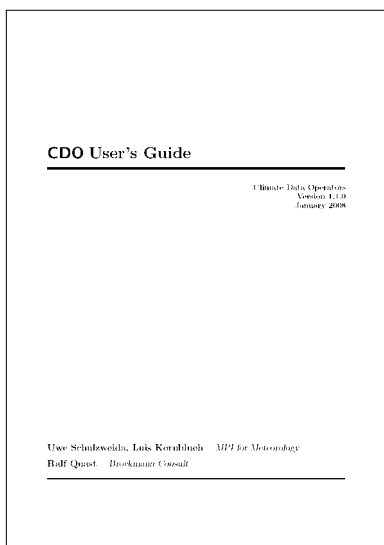 CDO User's Guide
Climate Data Operators
Version 1.1.0
January 2008
Uwe Schulzweida, Luis Kornblueh MPI for Meteorology
Ralf Quast Brockmann Consult